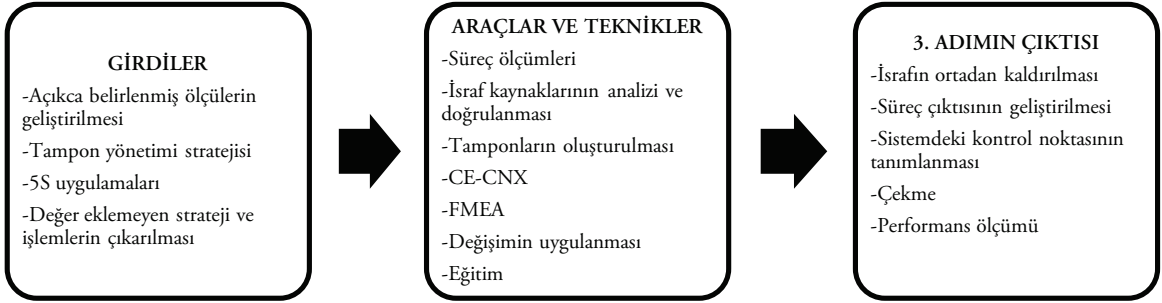 GİRDİLER
-Açıkca belirlenmiş ölçülerin
geliştirilmesi
-Tampon yönetimi stratejisi
-5S uygulamaları
-Değer eklemeyen strateji ve
işlemlerin çıkarılması
ARAÇLAR VE TEKNİKLER
-Süreç ölçümleri
-İsraf kaynaklarının analizi ve
doğrulanması
-Tamponların oluşturulması
-CE-CNX
-FMEA
-Değişimin uygulanması
-Eğitim
3. ADIMIN ÇIKTISI
-İsrafın ortadan kaldırılması
-Süreç çıktısının geliştirilmesi
-Sistemdeki kontrol noktasının
tanımlanması
-Çekme
-Performans ölçümü